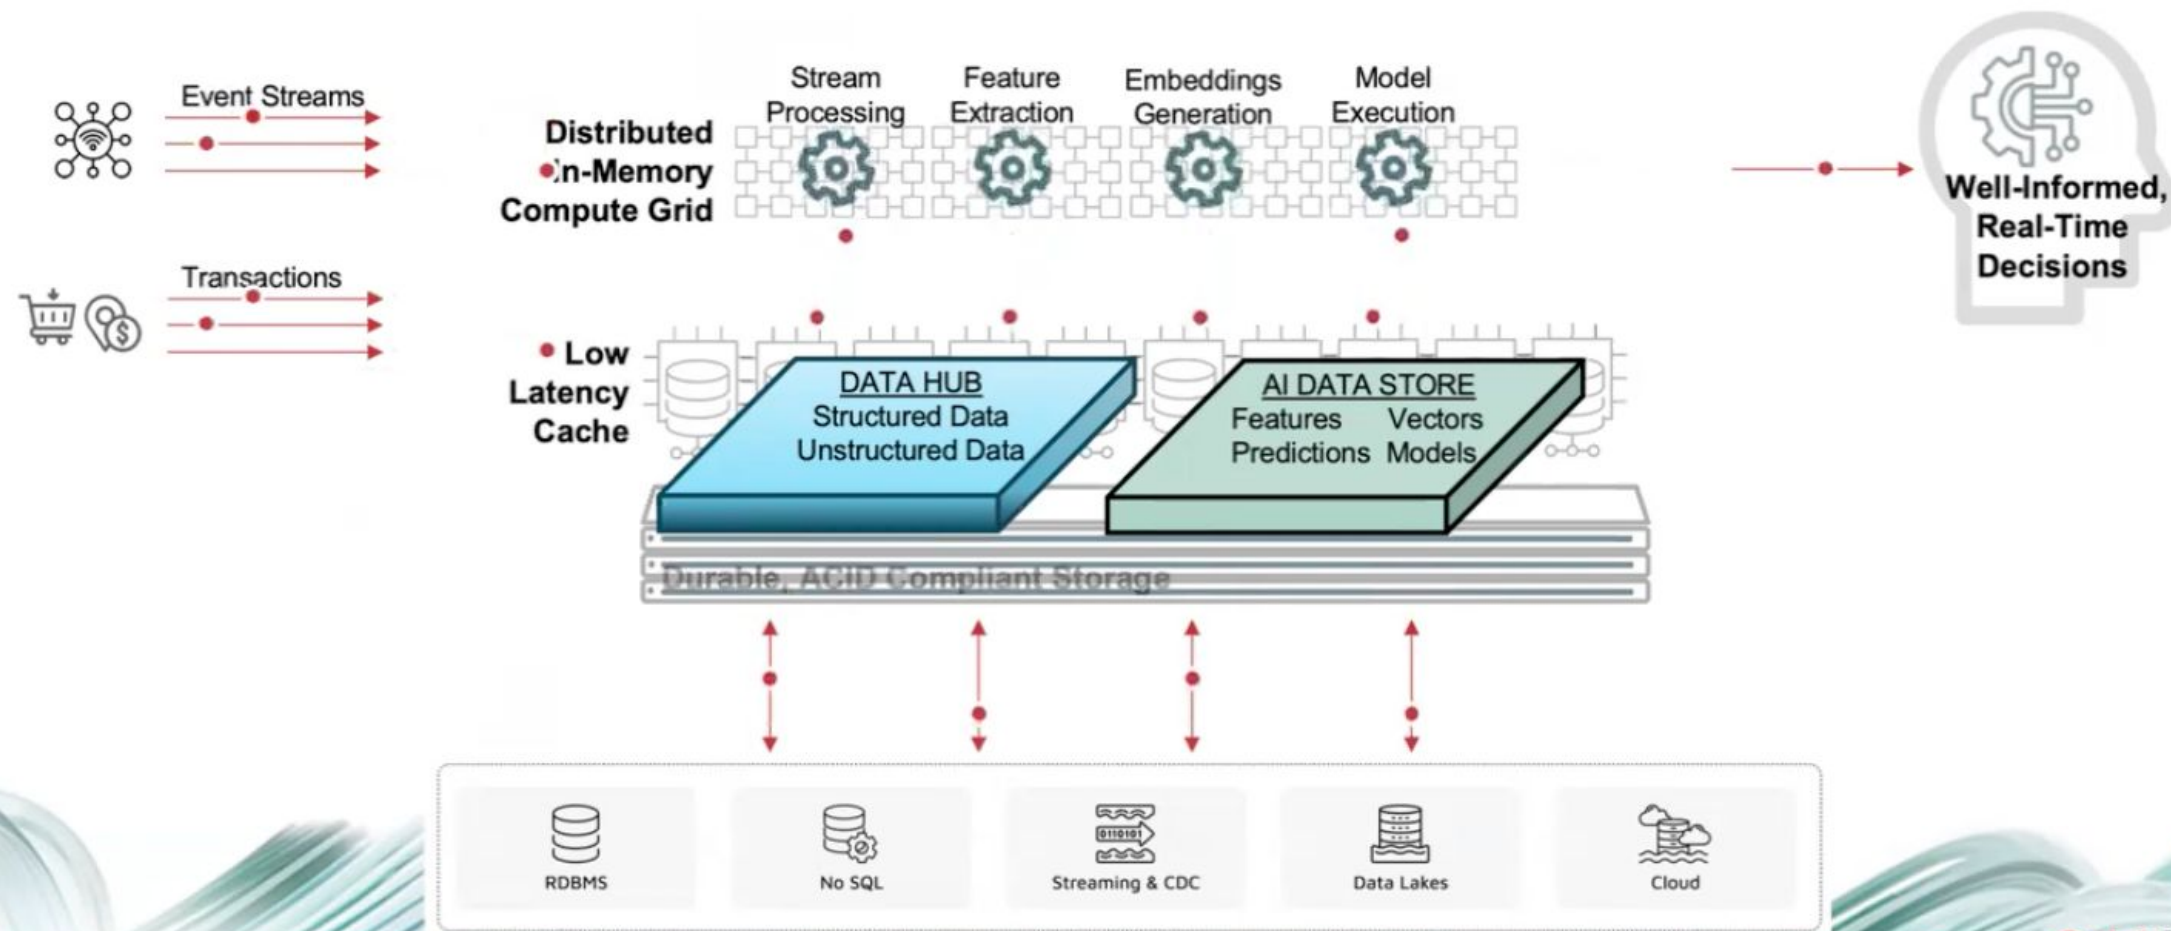 Event Streams
Transactions
Distributed
In-Memory
Compute Grid
Stream
Processing
Feature
Extraction
Embeddings
Generation
Model
Execution
Well-Informed,
Real-Time
Decisions
Low
Latency
Cache
DATA HUB
Structured Data
Unstructured Data
AI DATA STORE
Features Vectors
Predictions Models
Durable, ACID Compliant Storage
RDBMS
No SQL
0110101
Streaming & CDC
Data Lakes
Cloud